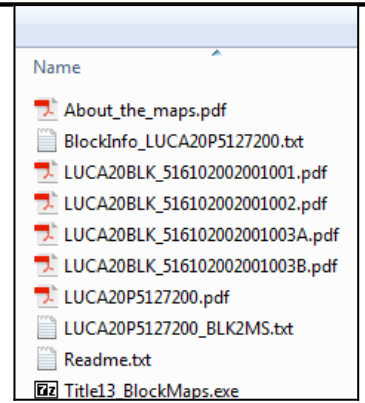 Name
About_the_maps.pdf
BlockInfo_LUCA20P5127200.txt
LUCA20BLK_516102002001001.pdf
LUCA20BLK_516102002001002.pdf
LUCA20BLK_516102002001003A.pdf
LUCA20BLK_516102002001003B.pdf
LUCA20P5127200.pdf
LUCA20P5127200_BLK2MS.txt
Readme.txt
7z Title13_BlockMaps.exe